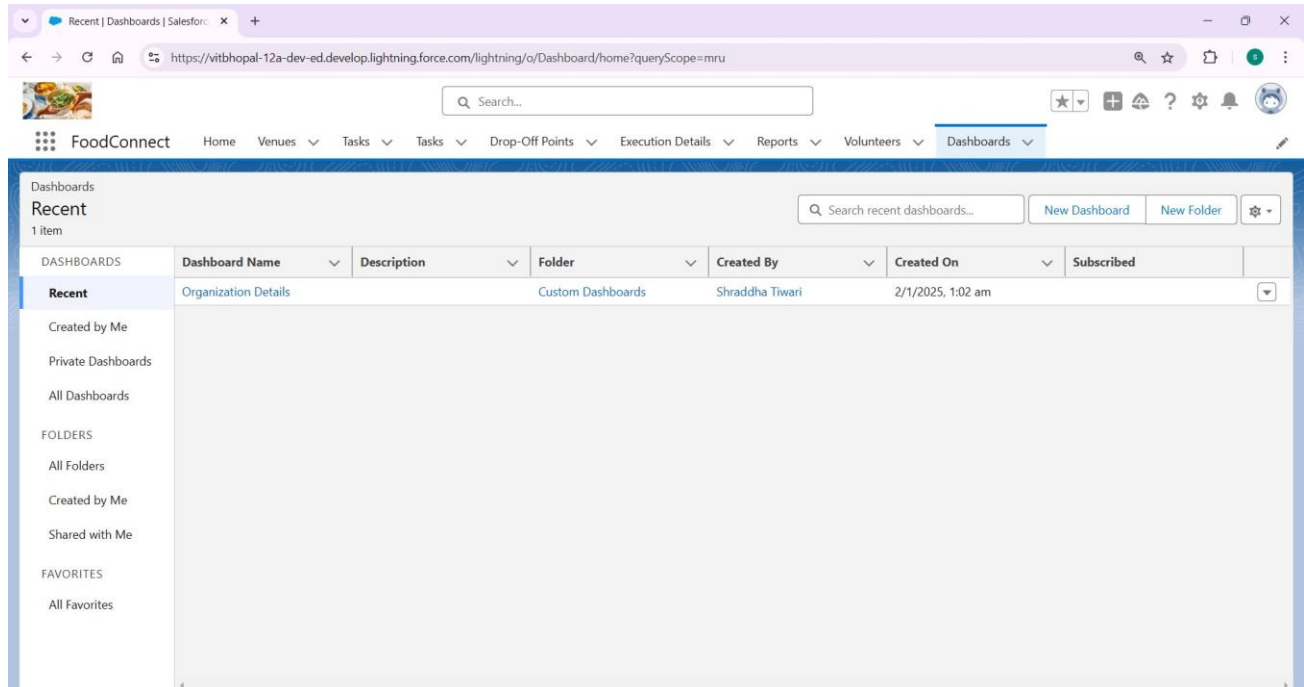 Recent | Dashboards | Salesforc
https://vitbhopal-12a-dev-ed.develop.lightning.force.com/lightning/o/Dashboard/home?queryScope=mru
S
Search...
FoodConnect Home Venues Tasks Tasks Drop-Off Points Execution Details Reports Volunteers Dashboards
Dashboards
Recent
1 item
Search recent dashboards...
New Dashboard New Folder
DASHBOARDS Dashboard Name Description Folder Created By Created On Subscribed
Recent Organization Details Custom Dashboards Shraddha Tiwari 2/1/2025, 1:02 am
Created by Me
Private Dashboards
All Dashboards
FOLDERS
All Folders
Created by Me
Shared with Me
FAVORITES
All Favorites